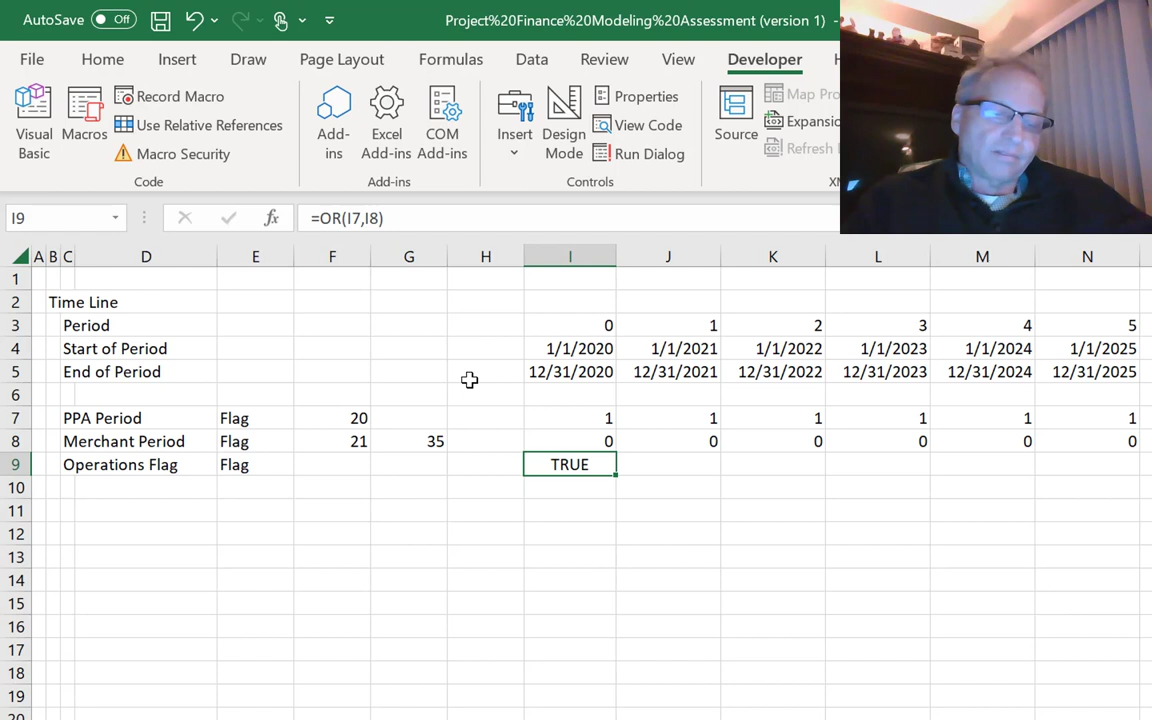 AutoSave Off Project%20Finance%20Modeling%20Assessment (version 1) -
File Home Insert Draw Page Layout Formulas Data Review View Developer
Visual Basic
Macros
Record Macro
Use Relative References
Macro Security
Code
Add-ins
Excel Add-ins
COM Add-ins
Add-ins
Insert
Design Mode
Properties
View Code
Run Dialog
Controls
Source
Map Pro
Expansio
Refresh
I9 fx =OR(I7,I8)
A B C D E F G H I J K L M N
1
2 Time Line
3 Period 0 1 2 3 4 5
4 Start of Period 1/1/2020 1/1/2021 1/1/2022 1/1/2023 1/1/2024 1/1/2025
5 End of Period 12/31/2020 12/31/2021 12/31/2022 12/31/2023 12/31/2024 12/31/2025
6
7 PPA Period Flag 20 1 1 1 1 1 1
8 Merchant Period Flag 21 35 0 0 0 0 0 0
9 Operations Flag Flag TRUE
10
11
12
13
14
15
16
17
18
19